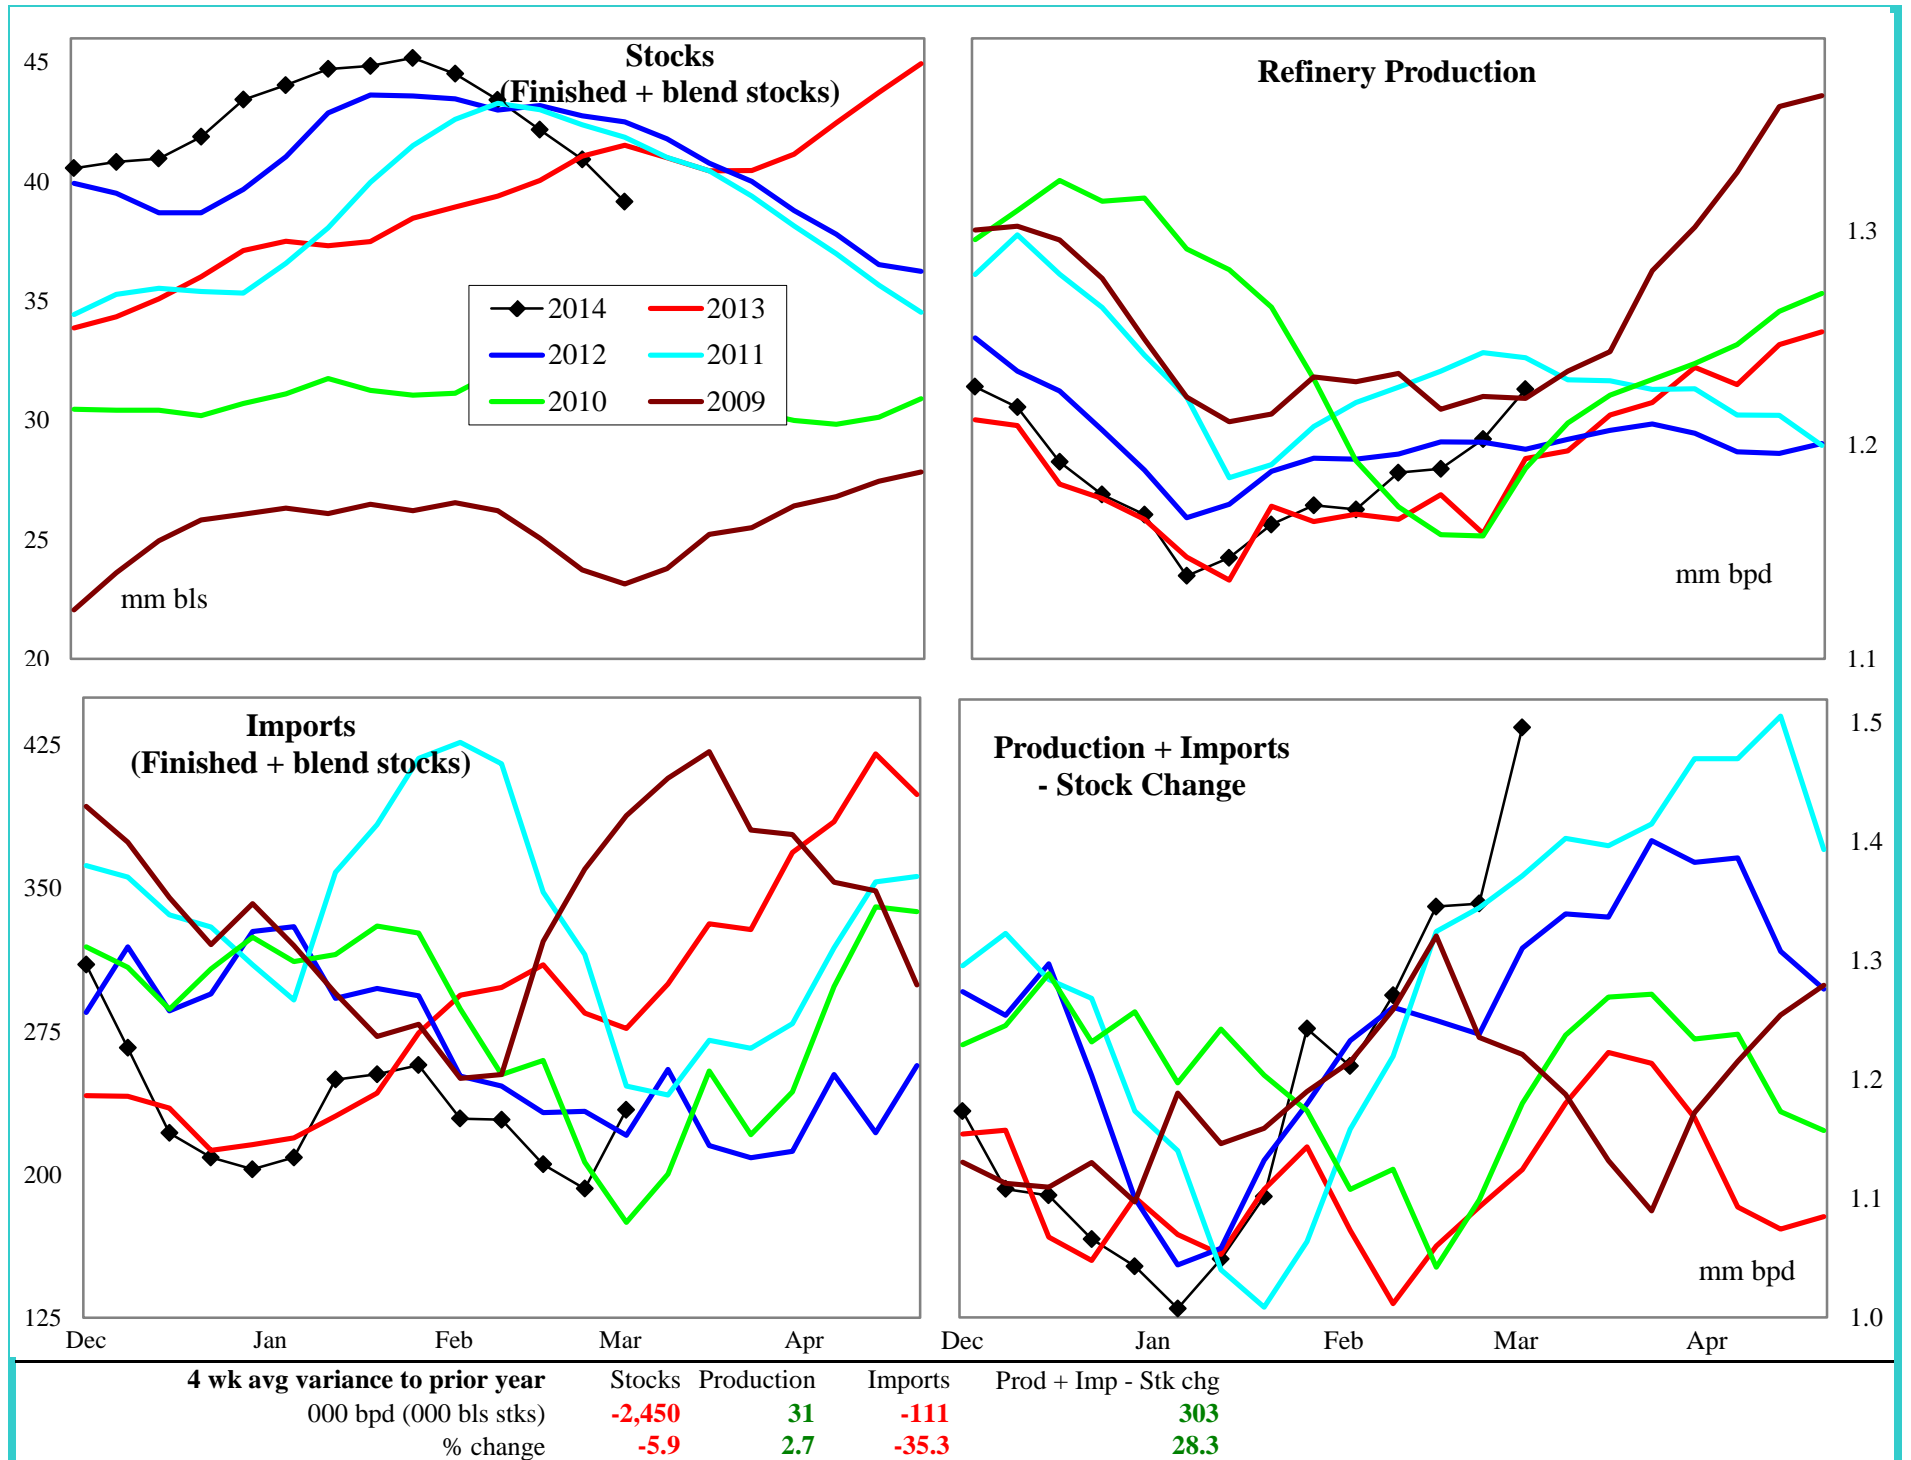 Stocks
(Finished + blend stocks)
45
40
35
30
25
20
2014
2013
2012
2011
2010
2009
mm bls
Refinery Production
1.3
1.2
1.1
mm bpd
Imports
(Finished + blend stocks)
425
350
275
200
125
Dec Jan Feb Mar Apr
Production + Imports
- Stock Change
1.5
1.4
1.3
1.2
1.1
1.0
mm bpd
Dec Jan Feb Mar Apr
4 wk avg variance to prior year Stocks Production Imports Prod + Imp - Stk chg
000 bpd (000 bls stks) -2,450 31 -111 303
% change -5.9 2.7 -35.3 28.3